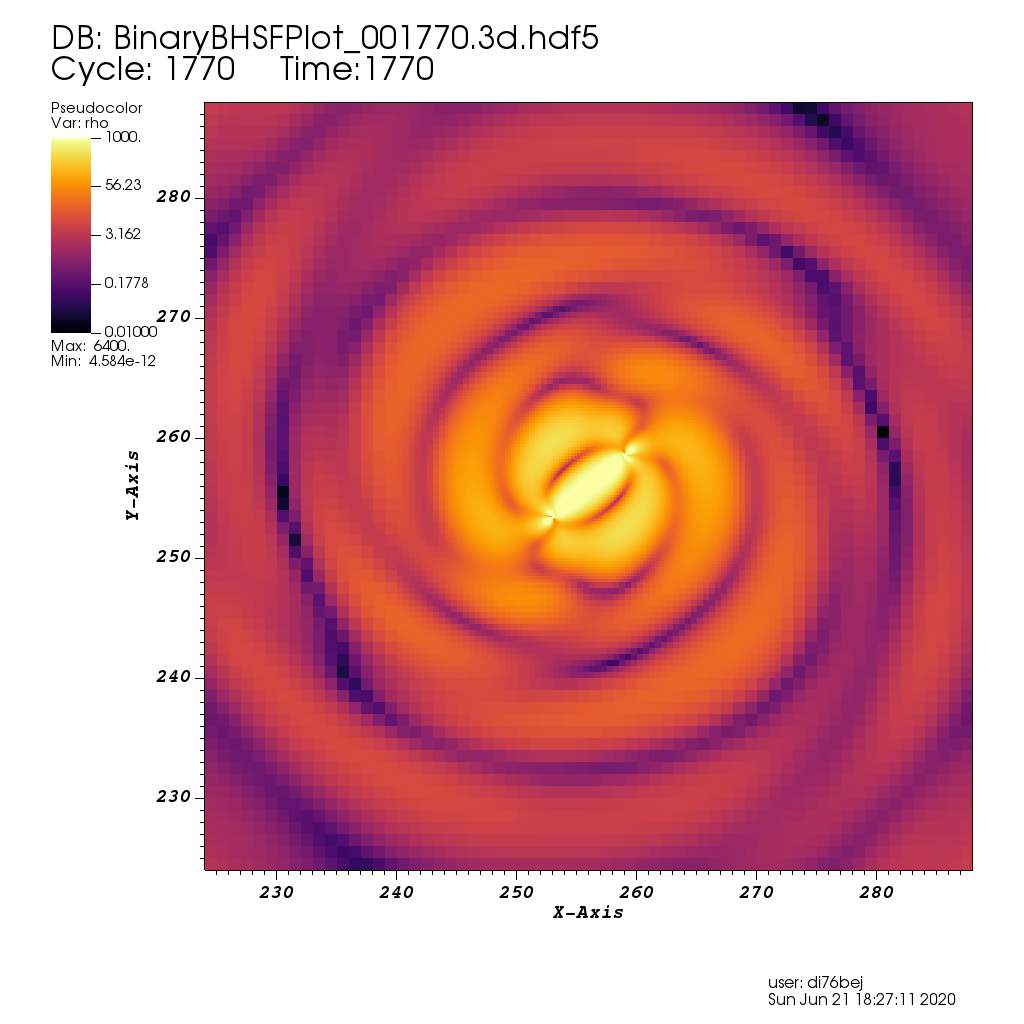 DB: BinaryBHSFPlot_001770.3d.hdf5
Cycle: 1770 Time:1770
Pseudocolor
Var: rho
1000.
56.23
3.162
0.1778
0.01000
Max: 6400.
Min: 4.584e-12
280
270
260
250
240
230
Y-Axis
230 240 250 260 270 280
X-Axis
user: di76bej
Sun Jun 21 18:27:11 2020